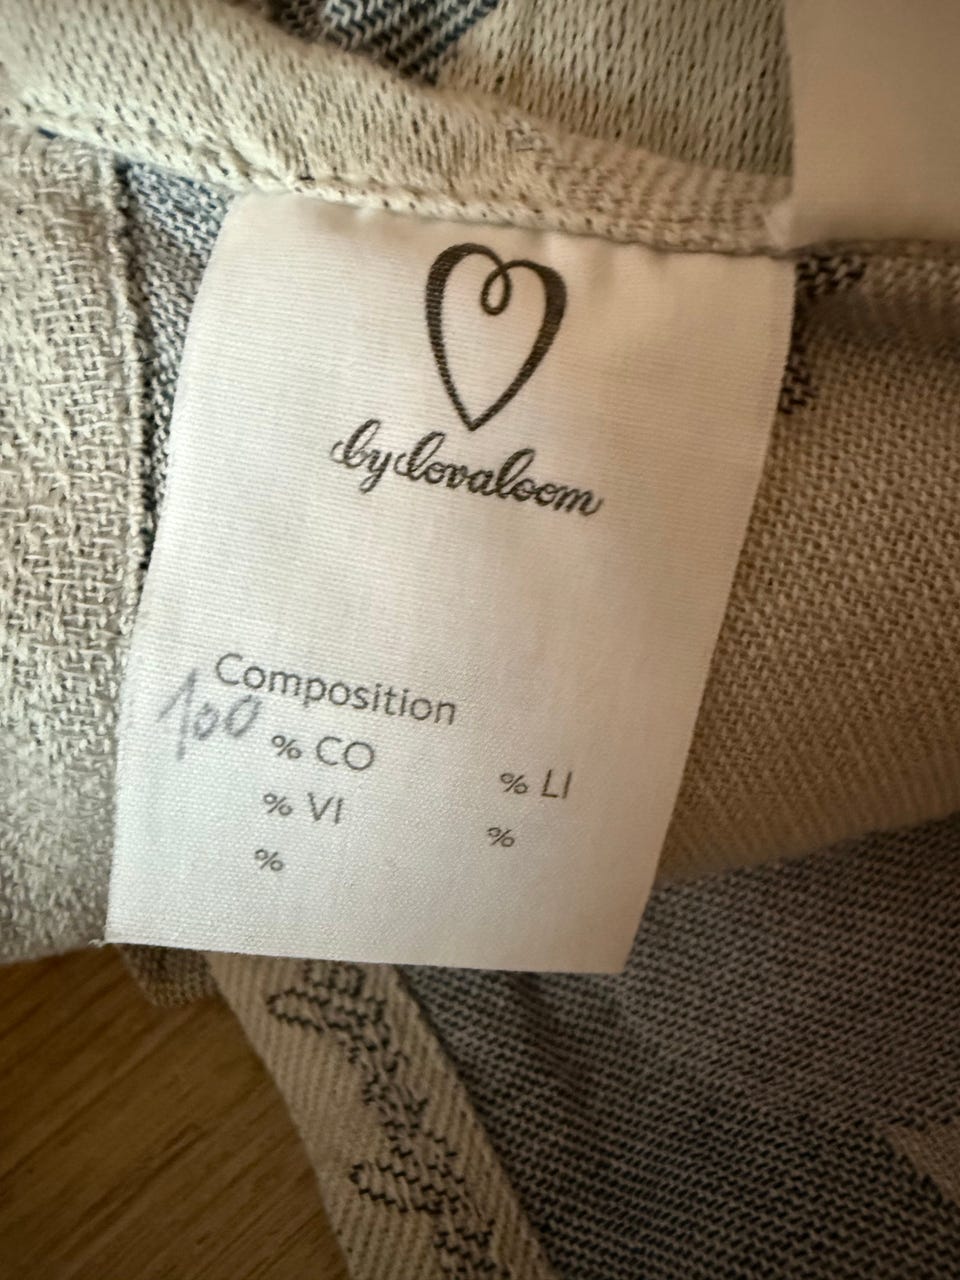 bylovaloom
Composition
100 % CO
% LI
% VI
%
%